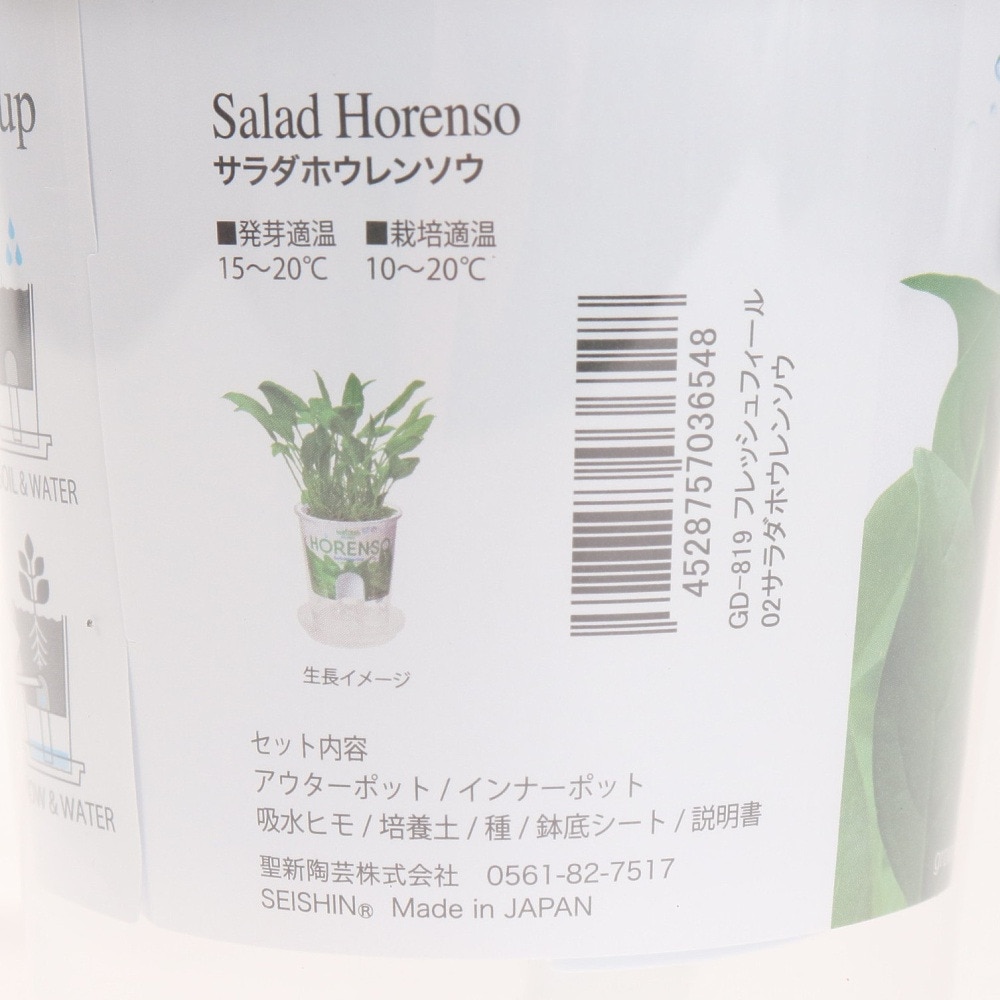 up
Salad Horenso
サラダホウレンソウ
■発芽適温 ■栽培適温
15～20℃ 10～20℃
4528757036548
GD-819 フレッシュフィール
02サラダホウレンソウ
OIL & WATER
HORENSO
生長イメージ
& WATER
セット内容
アウターポット / インナーポット
吸水ヒモ / 培養土 / 種 / 鉢底シート / 説明書
聖新陶芸株式会社 0561-82-7517
SEISHIN® Made in JAPAN